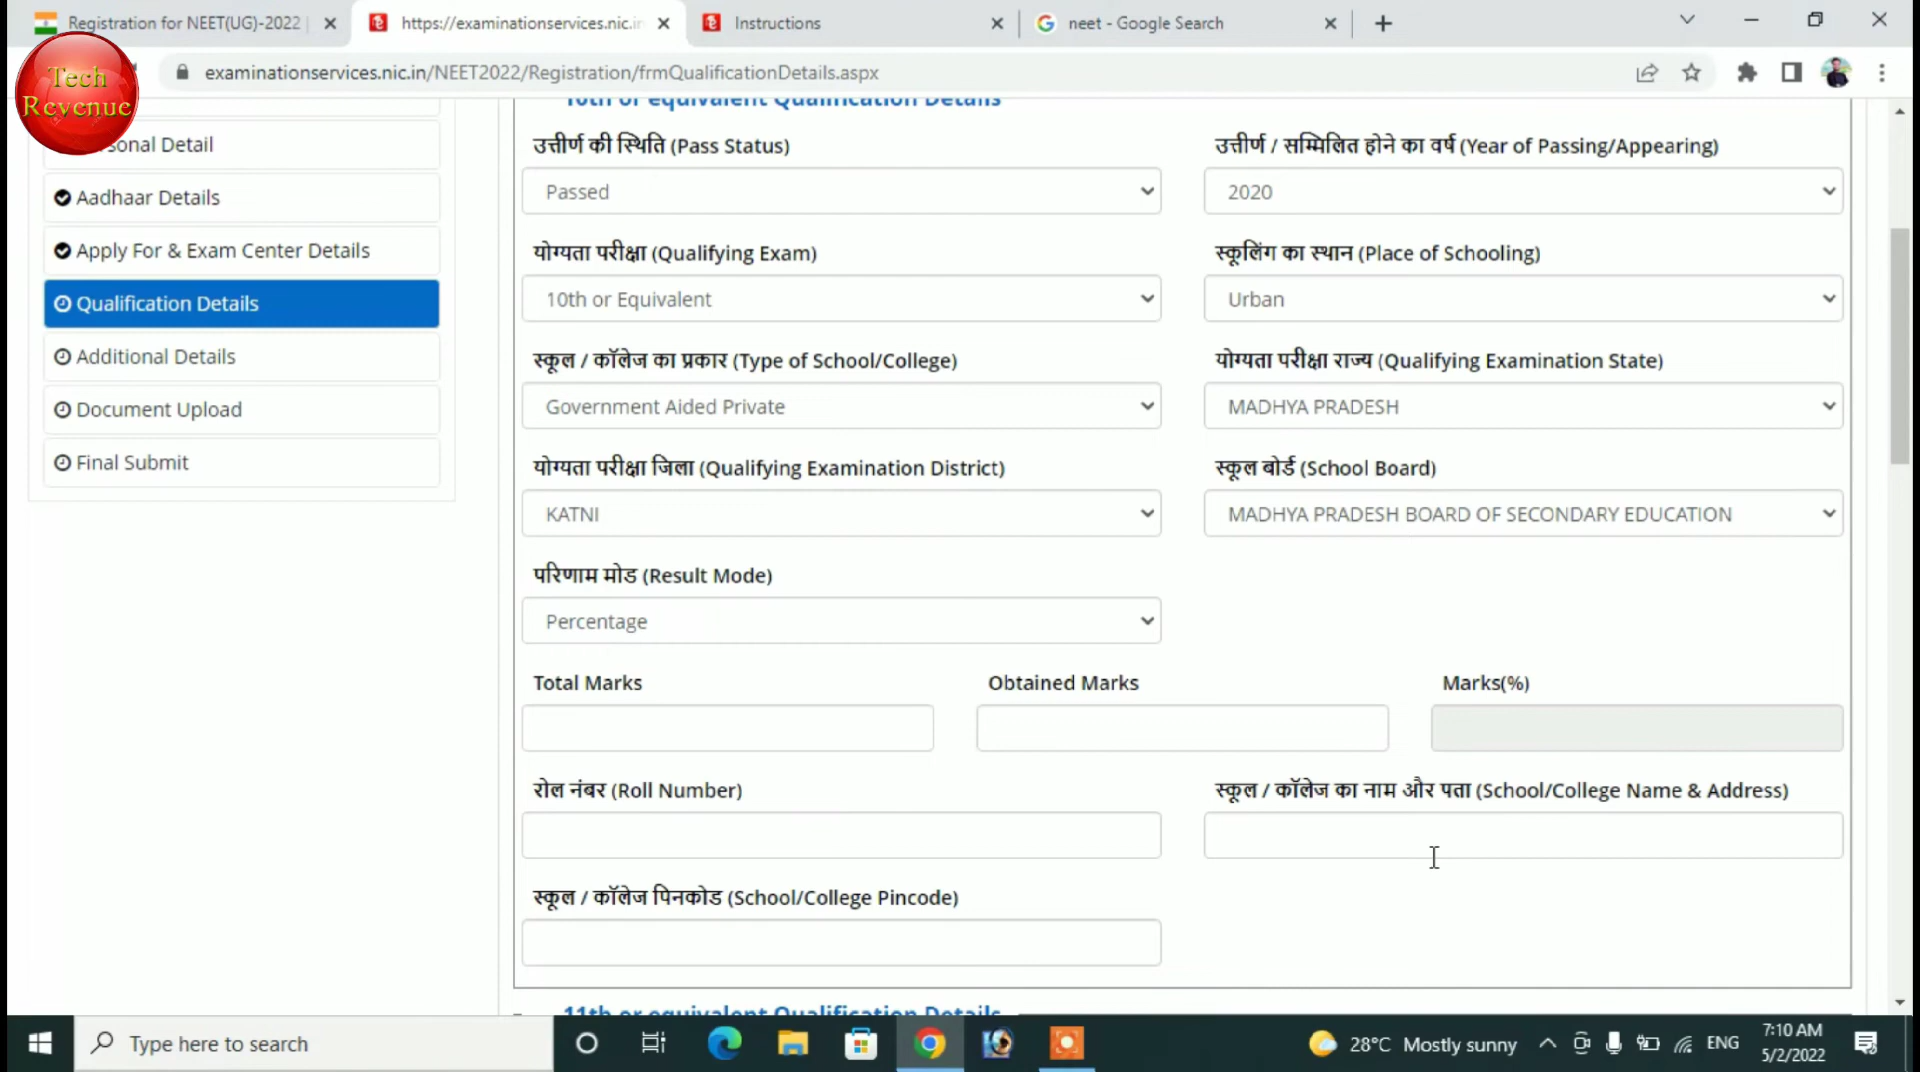 Registration for NEET(UG)-2022 |
https://examinationservices.nic.in
Instructions
neet - Google Search
Tech
Revenue
examinationservices.nic.in/NEET2022/Registration/frmQualificationDetails.aspx
sonal Detail
Aadhaar Details
Apply For & Exam Center Details
Qualification Details
Additional Details
Document Upload
Final Submit
10th or equivalent Qualification Details
उत्तीर्ण की स्थिति (Pass Status)
उत्तीर्ण / सम्मिलित होने का वर्ष (Year of Passing/Appearing)
Passed
2020
योग्यता परीक्षा (Qualifying Exam)
स्कूलिंग का स्थान (Place of Schooling)
10th or Equivalent
Urban
स्कूल / कॉलेज का प्रकार (Type of School/College)
योग्यता परीक्षा राज्य (Qualifying Examination State)
Government Aided Private
MADHYA PRADESH
योग्यता परीक्षा जिला (Qualifying Examination District)
स्कूल बोर्ड (School Board)
KATNI
MADHYA PRADESH BOARD OF SECONDARY EDUCATION
परिणाम मोड (Result Mode)
Percentage
Total Marks
Obtained Marks
Marks(%)
रोल नंबर (Roll Number)
स्कूल / कॉलेज का नाम और पता (School/College Name & Address)
स्कूल / कॉलेज पिनकोड (School/College Pincode)
11th or equivalent Qualification Details
Type here to search
28°C Mostly sunny
ENG
7:10 AM
5/2/2022